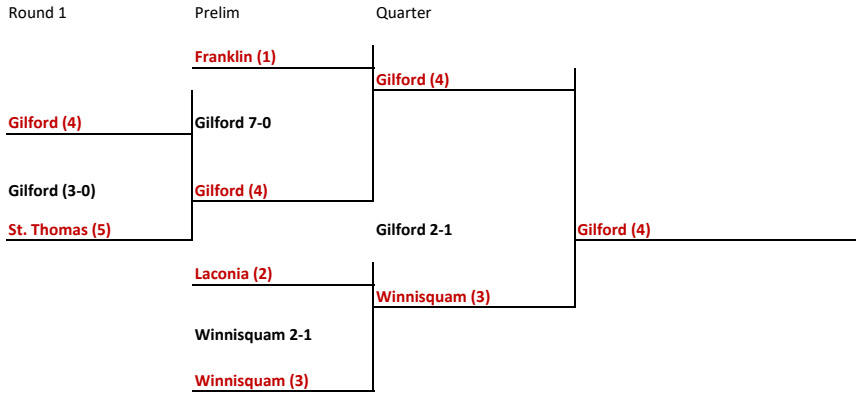 Round 1 Prelim Quarter
Franklin (1)
Gilford (4)
Gilford (4) Gilford 7-0
Gilford (3-0) Gilford (4)
St. Thomas (5) Gilford 2-1 Gilford (4)
Laconia (2)
Winnisquam (3)
Winnisquam 2-1
Winnisquam (3)